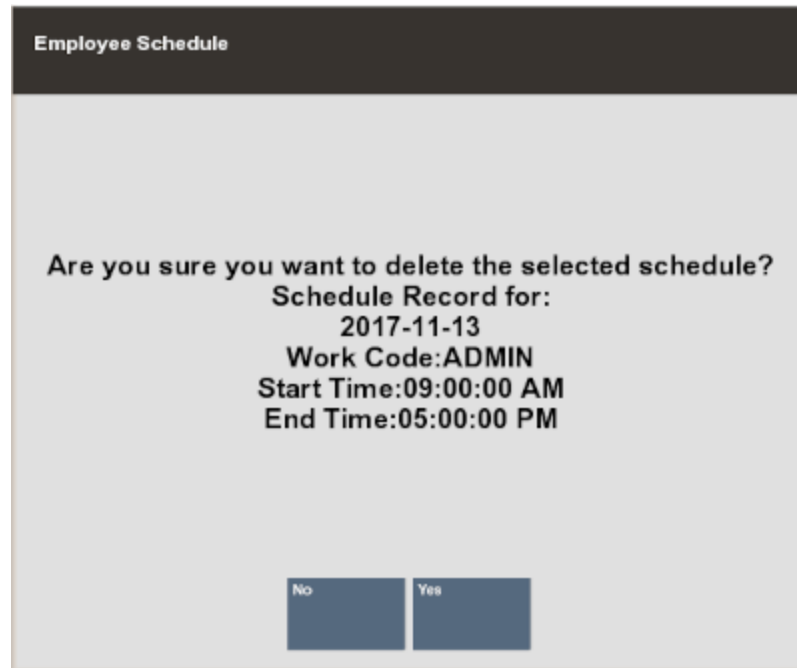 Employee Schedule
Are you sure you want to delete the selected schedule?
Schedule Record for:
2017-11-13
Work Code:ADMIN
Start Time:09:00:00 AM
End Time:05:00:00 PM
No
Yes